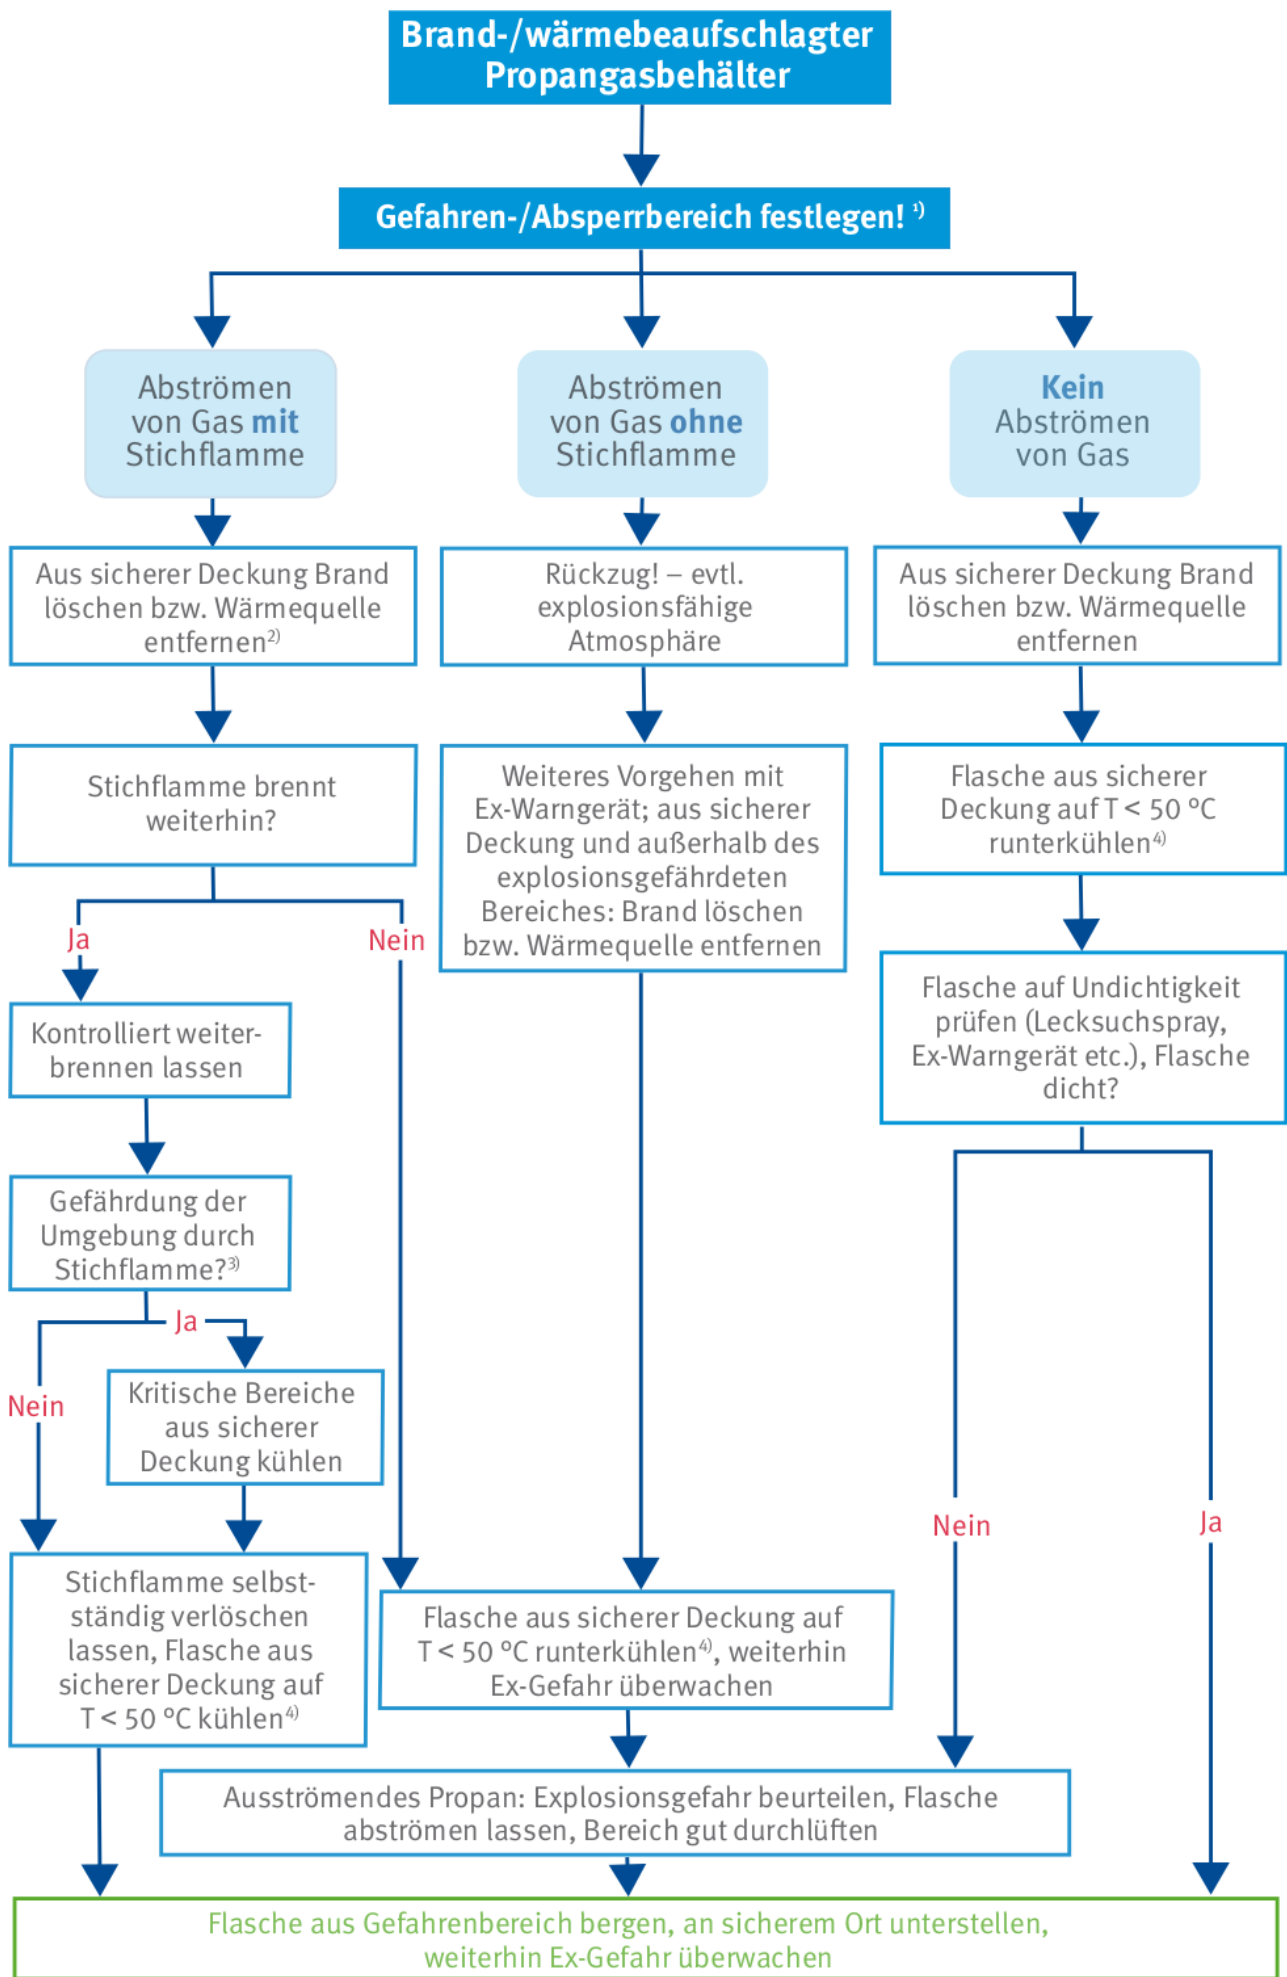 Brand-/wärmebeaufschlagter
Propangasbehälter
Gefahren-/Absperrbereich festlegen! ¹⁾
Abströmen
von Gas mit
Stichflamme
Abströmen
von Gas ohne
Stichflamme
Kein
Abströmen
von Gas
Aus sicherer Deckung Brand
löschen bzw. Wärmequelle
entfernen²⁾
Rückzug! – evtl.
explosionsfähige
Atmosphäre
Aus sicherer Deckung Brand
löschen bzw. Wärmequelle
entfernen
Stichflamme brennt
weiterhin?
Weiteres Vorgehen mit
Ex-Warngerät; aus sicherer
Deckung und außerhalb des
explosionsgefährdeten
Bereiches: Brand löschen
bzw. Wärmequelle entfernen
Flasche aus sicherer
Deckung auf T < 50 °C
runterkühlen⁴⁾
Ja
Nein
Flasche auf Undichtigkeit
prüfen (Lecksuchspray,
Ex-Warngerät etc.), Flasche
dicht?
Kontrolliert weiter-
brennen lassen
Gefährdung der
Umgebung durch
Stichflamme?³⁾
Ja
Nein
Kritische Bereiche
aus sicherer
Deckung kühlen
Nein
Ja
Stichflamme selbst-
ständig verlöschen
lassen, Flasche aus
sicherer Deckung auf
T < 50 °C kühlen⁴⁾
Flasche aus sicherer Deckung auf
T < 50 °C runterkühlen⁴⁾, weiterhin
Ex-Gefahr überwachen
Ausströmendes Propan: Explosionsgefahr beurteilen, Flasche
abströmen lassen, Bereich gut durchlüften
Flasche aus Gefahrenbereich bergen, an sicherem Ort unterstellen,
weiterhin Ex-Gefahr überwachen